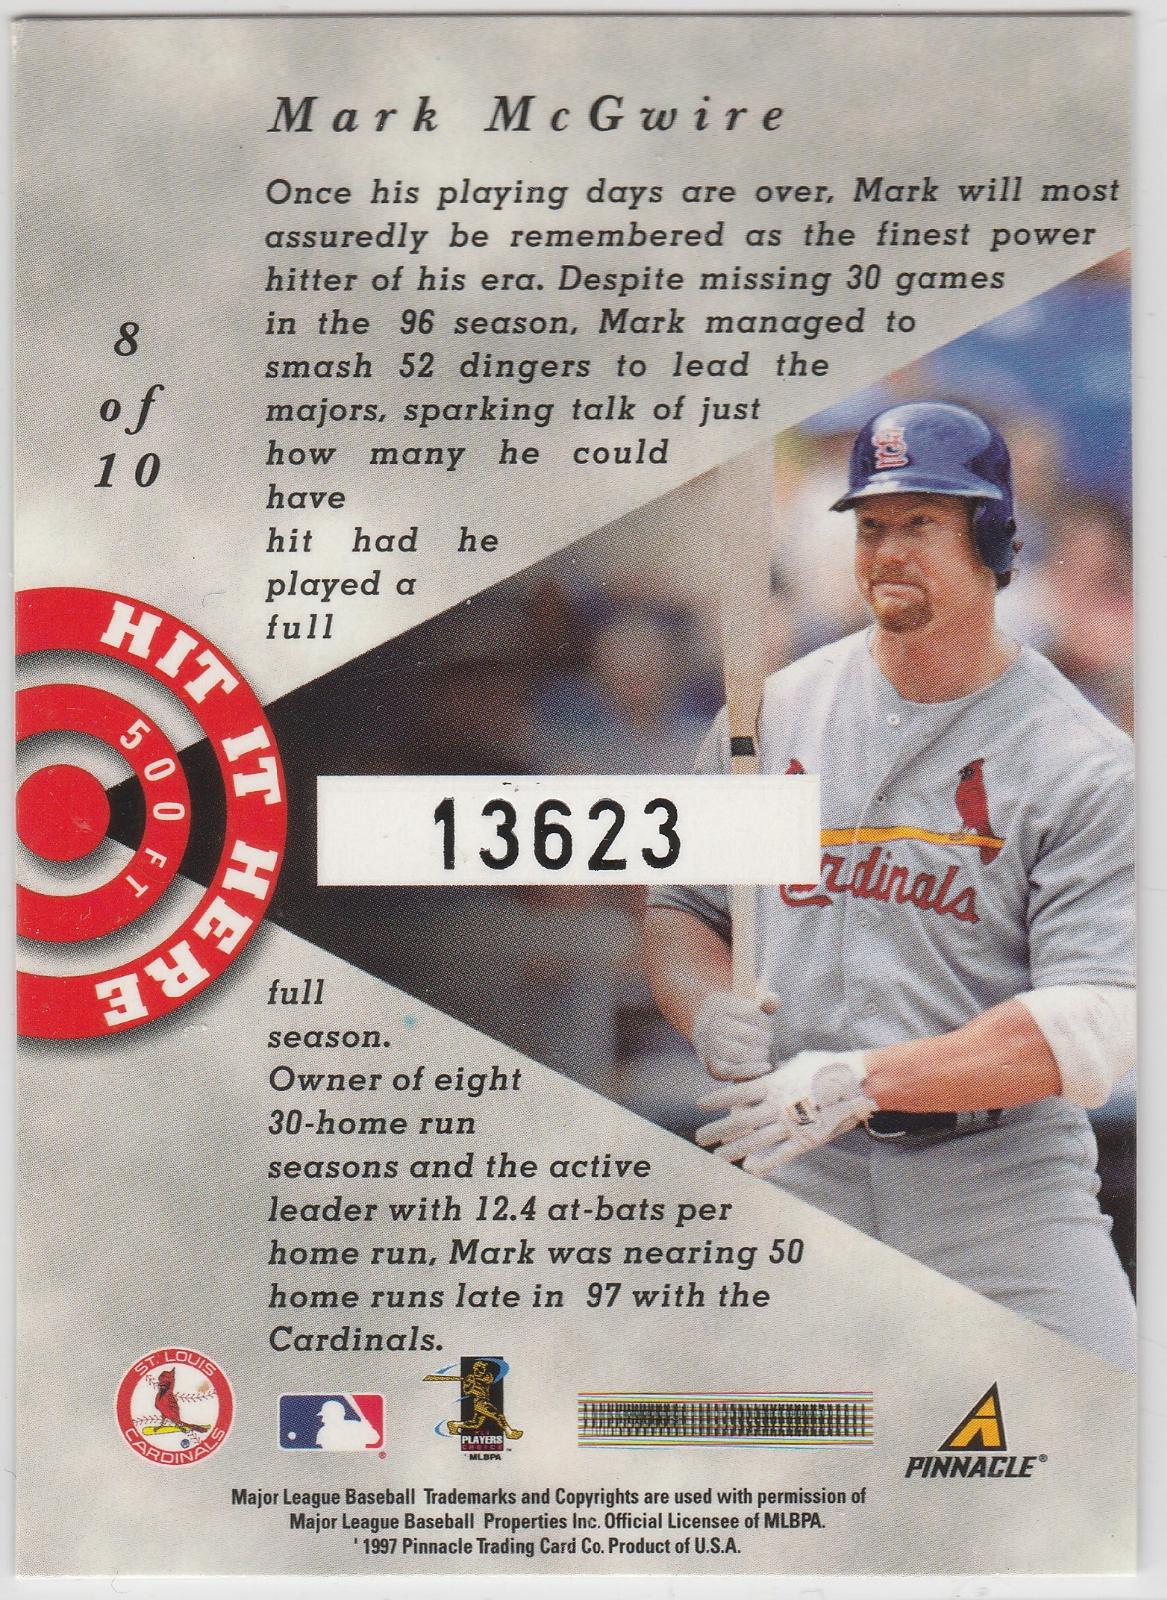 Mark McGwire
Once his playing days are over, Mark will most
assuredly be remembered as the finest power
hitter of his era. Despite missing 30 games
in the 96 season, Mark managed to
smash 52 dingers to lead the
majors, sparking talk of just
how many he could
have
hit had he
played a
full
8
of
10
HIT IT HERE
500 FT
13623
Cardinals
full
season.
Owner of eight
30-home run
seasons and the active
leader with 12.4 at-bats per
home run, Mark was nearing 50
home runs late in 97 with the
Cardinals.
ST. LOUIS
CARDINALS
PLAYERS
CHOICE
MLBPA
PINNACLE®
Major League Baseball Trademarks and Copyrights are used with permission of
Major League Baseball Properties Inc. Official Licensee of MLBPA.
' 1997 Pinnacle Trading Card Co. Product of U.S.A.